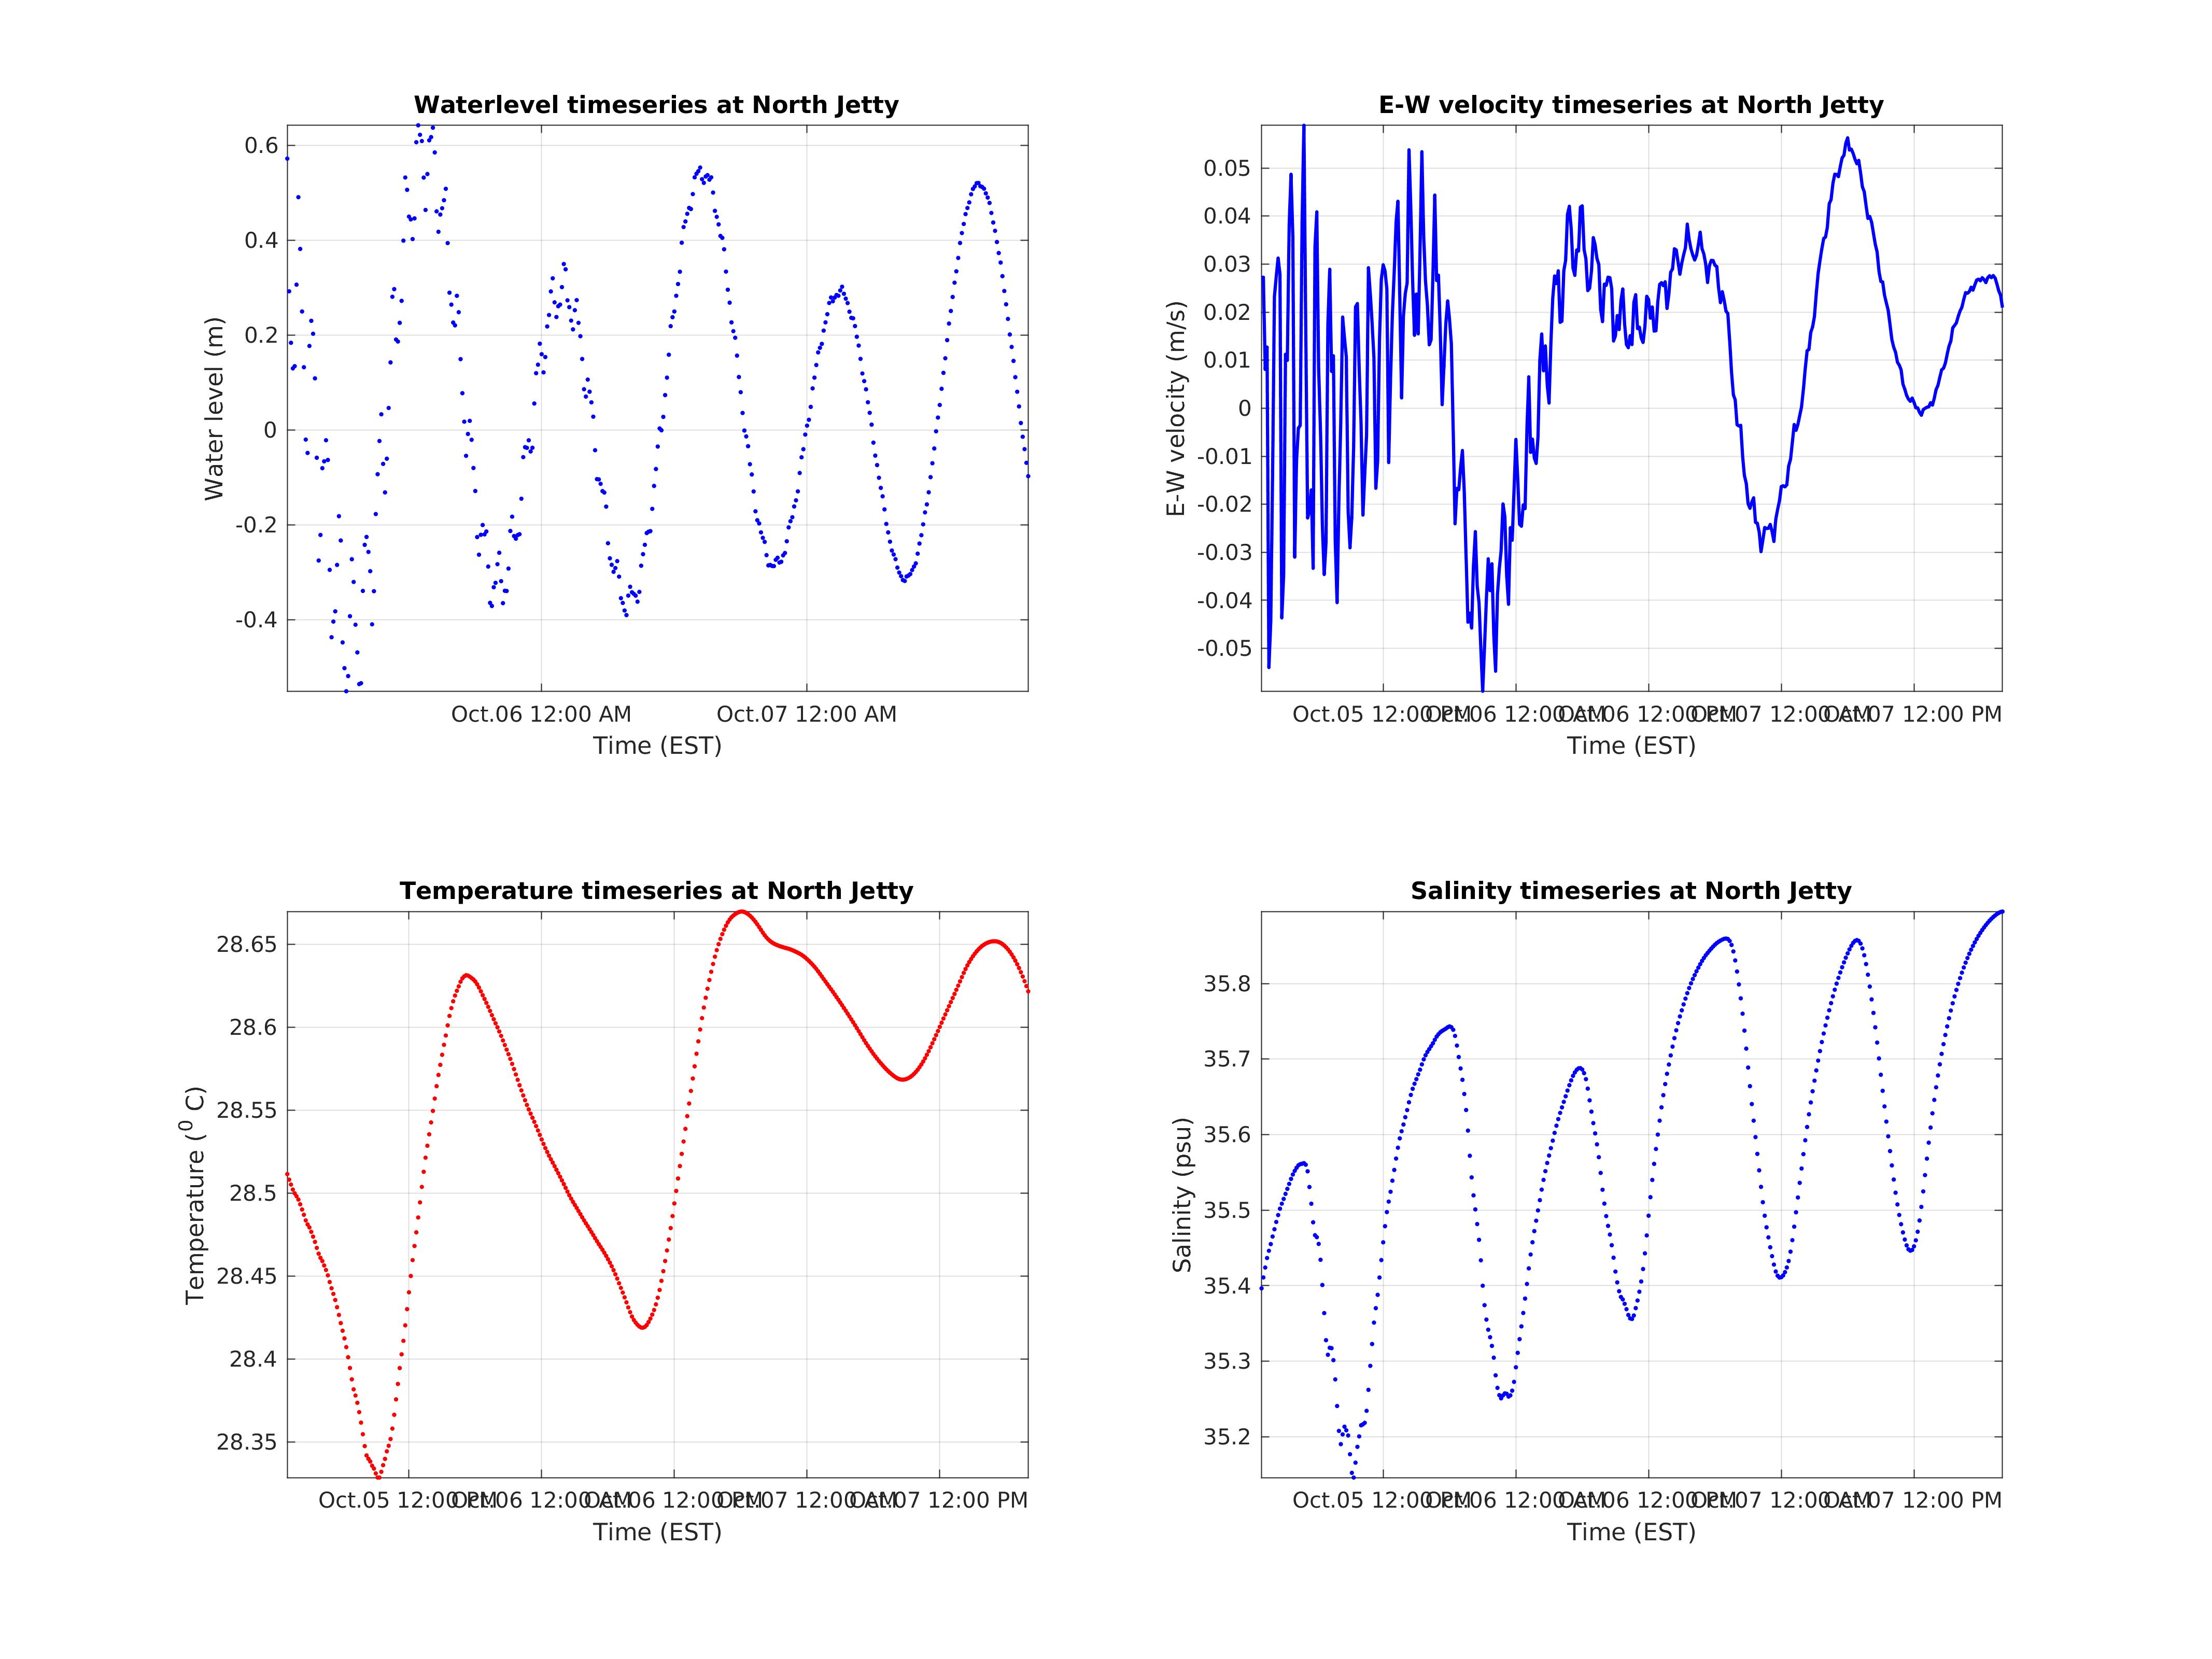 Waterlevel timeseries at North Jetty
0.6
0.4
0.2
0
-0.2
-0.4
Water level (m)
Oct.06 12:00 AM Oct.07 12:00 AM
Time (EST)
E-W velocity timeseries at North Jetty
0.05
0.04
0.03
0.02
0.01
0
-0.01
-0.02
-0.03
-0.04
-0.05
E-W velocity (m/s)
Oct.05 12:00 PM Oct.06 12:00 AM Oct.06 12:00 PM Oct.07 12:00 AM Oct.07 12:00 PM
Time (EST)
Temperature timeseries at North Jetty
28.65
28.6
28.55
28.5
28.45
28.4
28.35
Temperature (⁰ C)
Oct.05 12:00 PM Oct.06 12:00 AM Oct.06 12:00 PM Oct.07 12:00 AM Oct.07 12:00 PM
Time (EST)
Salinity timeseries at North Jetty
35.8
35.7
35.6
35.5
35.4
35.3
35.2
Salinity (psu)
Oct.05 12:00 PM Oct.06 12:00 AM Oct.06 12:00 PM Oct.07 12:00 AM Oct.07 12:00 PM
Time (EST)